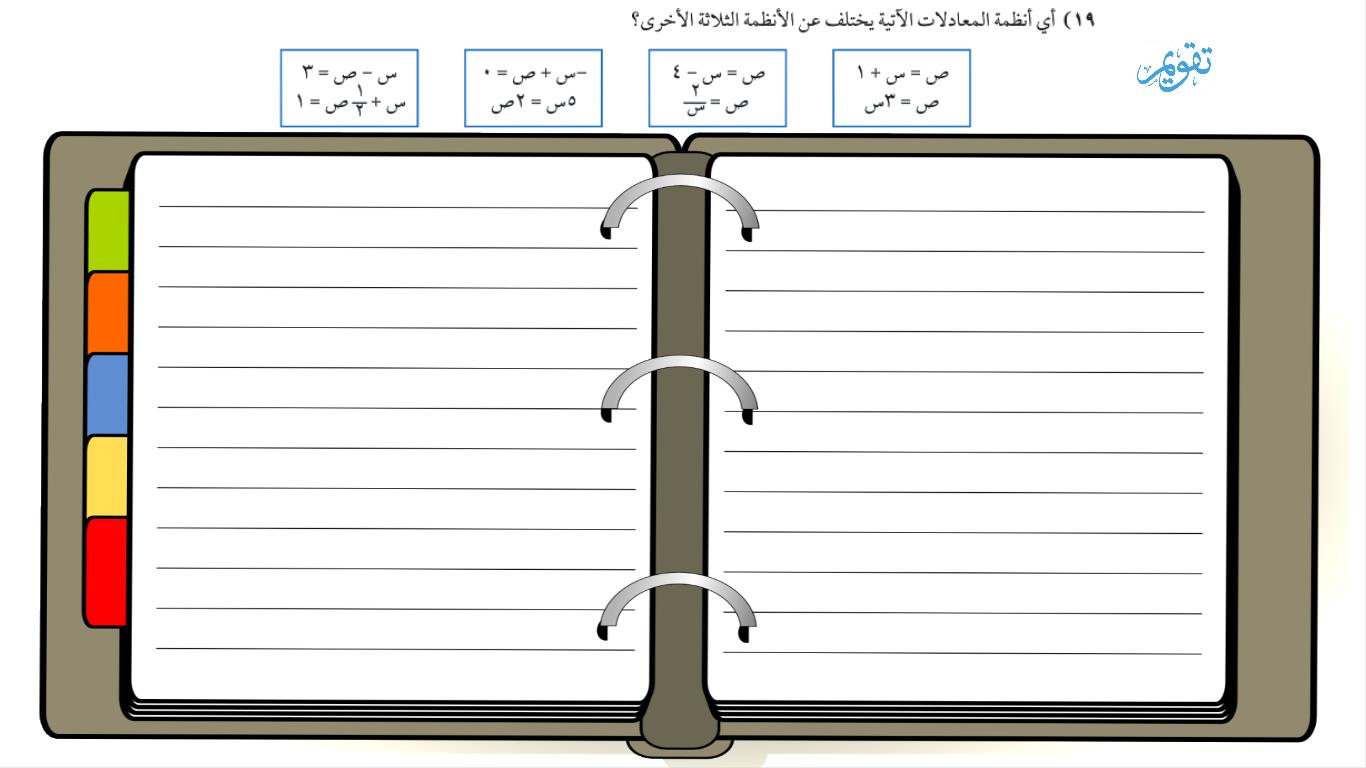 ١٩) أي أنظمة المعادلات الآتية يختلف عن الأنظمة الثلاثة الأخرى؟
تقويم
ص = س + ١
ص = ٣س
ص = س – ٤
ص = ٢/س
–س + ص = ٠
٥س = ٢ص
س – ص = ٣
س + ١/٢ ص = ١